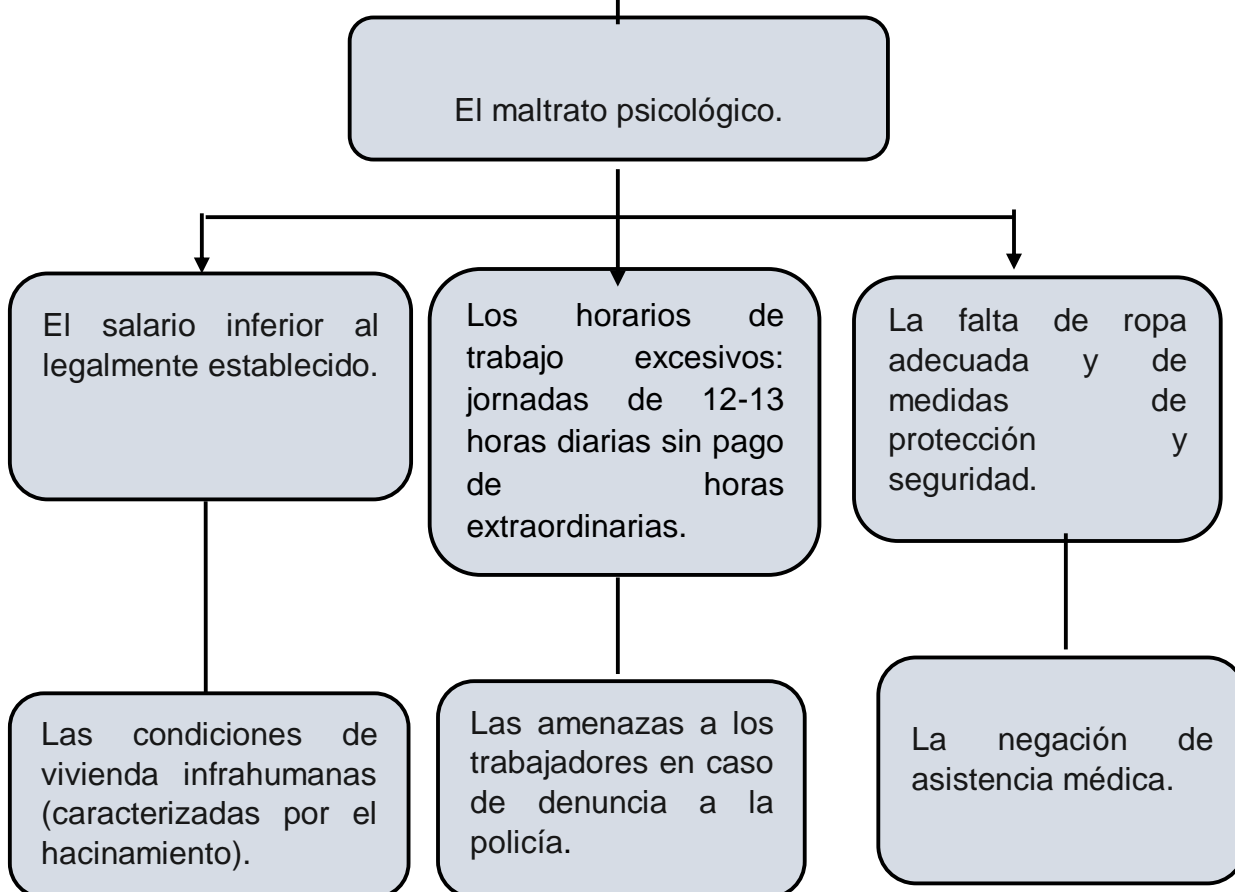 El maltrato psicológico.
El salario inferior al
legalmente establecido.
Los horarios de
trabajo excesivos:
jornadas de 12-13
horas diarias sin pago
de horas
extraordinarias.
La falta de ropa
adecuada y de
medidas de
protección y
seguridad.
Las condiciones de
vivienda infrahumanas
(caracterizadas por el
hacinamiento).
Las amenazas a los
trabajadores en caso
de denuncia a la
policía.
La negación de
asistencia médica.